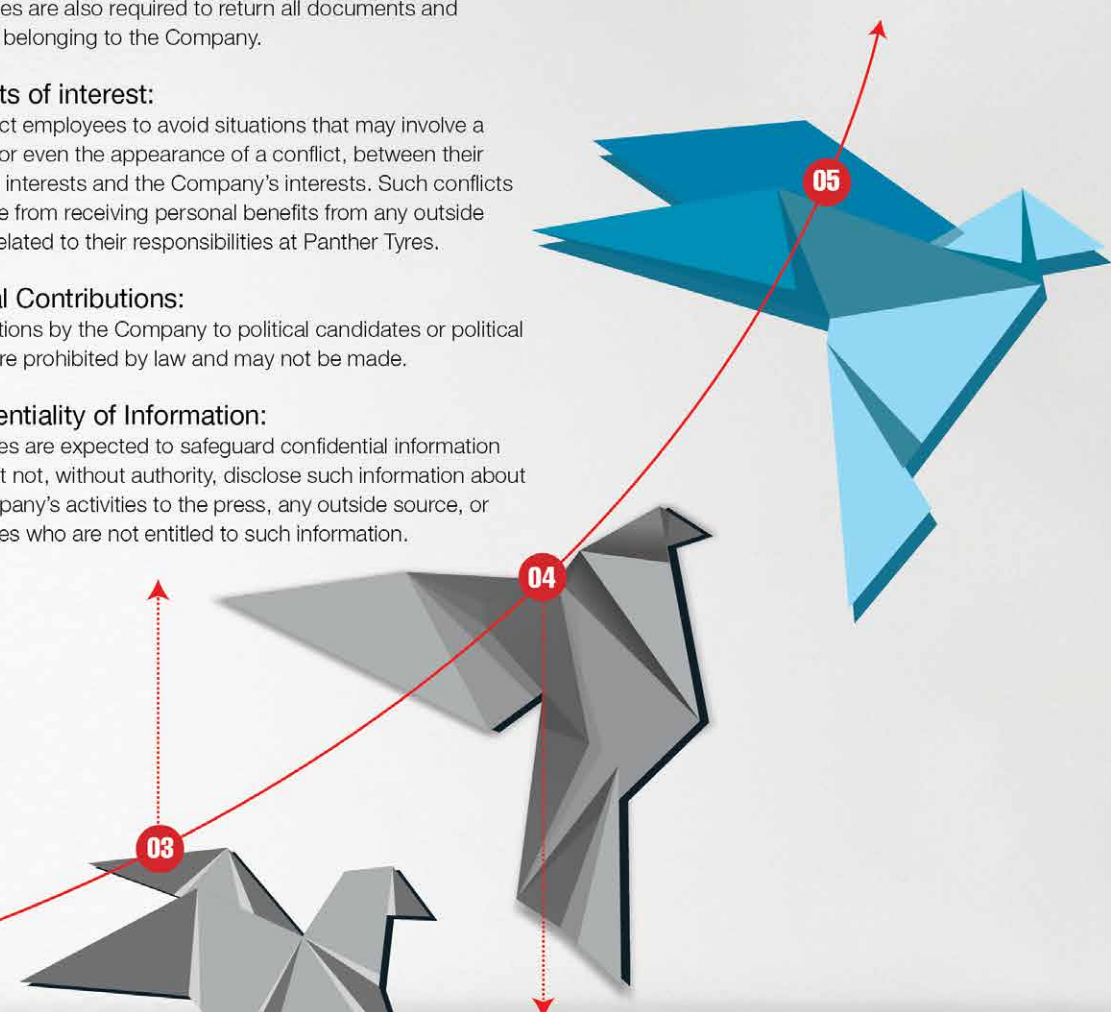 es are also required to return all documents and
belonging to the Company.
ts of interest:
ct employees to avoid situations that may involve a
or even the appearance of a conflict, between their
interests and the Company's interests. Such conflicts
e from receiving personal benefits from any outside
elated to their responsibilities at Panther Tyres.
al Contributions:
tions by the Company to political candidates or political
re prohibited by law and may not be made.
entiality of Information:
es are expected to safeguard confidential information
t not, without authority, disclose such information about
pany's activities to the press, any outside source, or
es who are not entitled to such information.
05
04
03